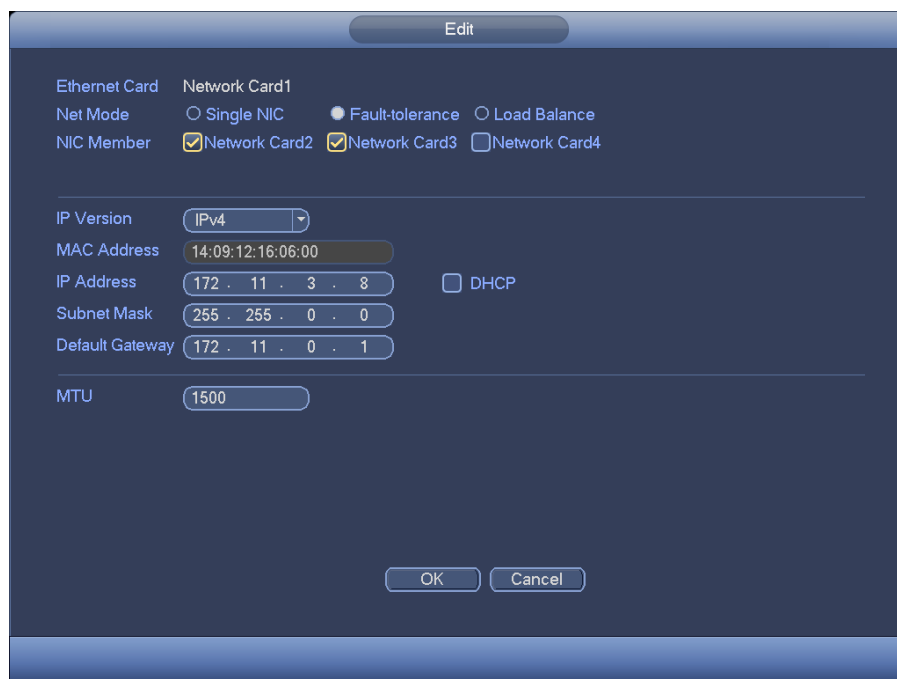 Edit
Ethernet Card Network Card1
Net Mode Single NIC Fault-tolerance Load Balance
NIC Member Network Card2 Network Card3 Network Card4
IP Version IPv4
MAC Address 14:09:12:16:06:00
IP Address 172 . 11 . 3 . 8 DHCP
Subnet Mask 255 . 255 . 0 . 0
Default Gateway 172 . 11 . 0 . 1
MTU 1500
OK Cancel